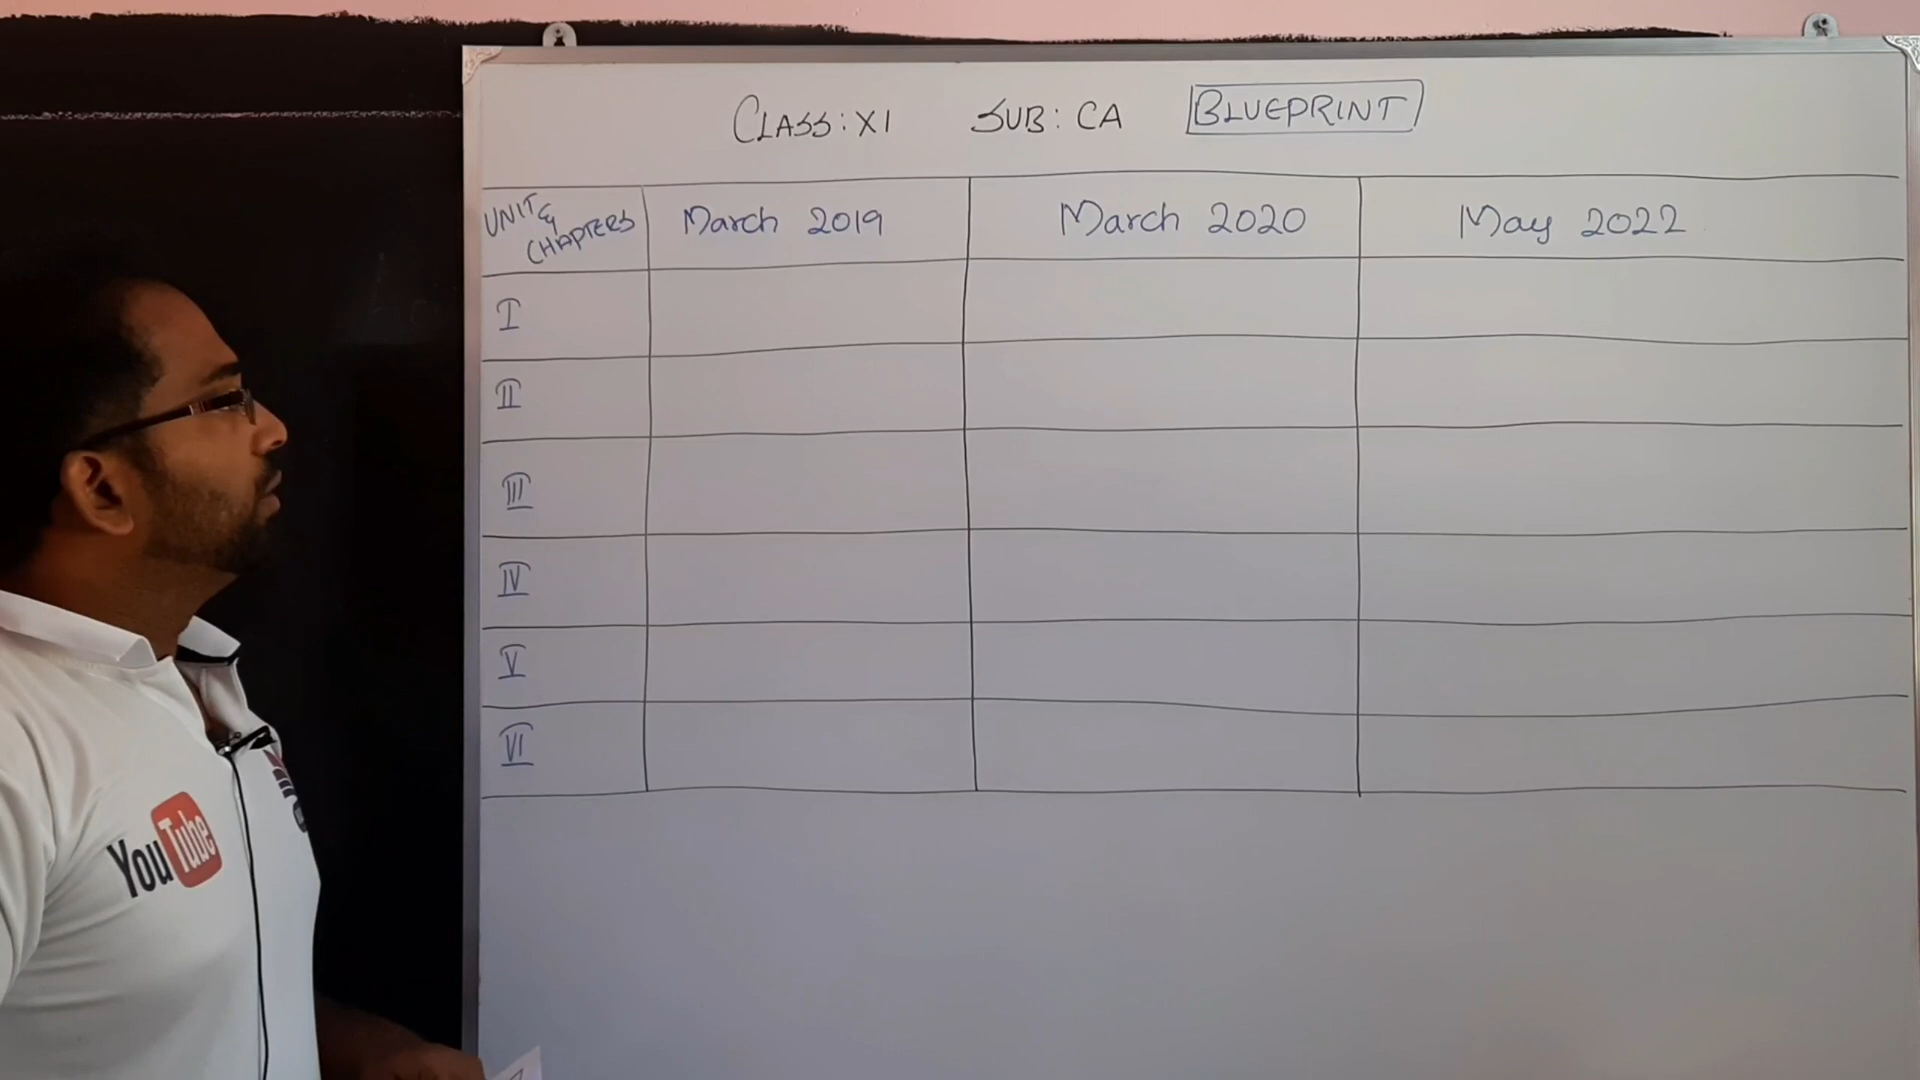 CLASS: XI SUB: CA BLUEPRINT
UNIT & CHAPTERS March 2019 March 2020 May 2022
I
II
III
IV
V
VI
YouTube